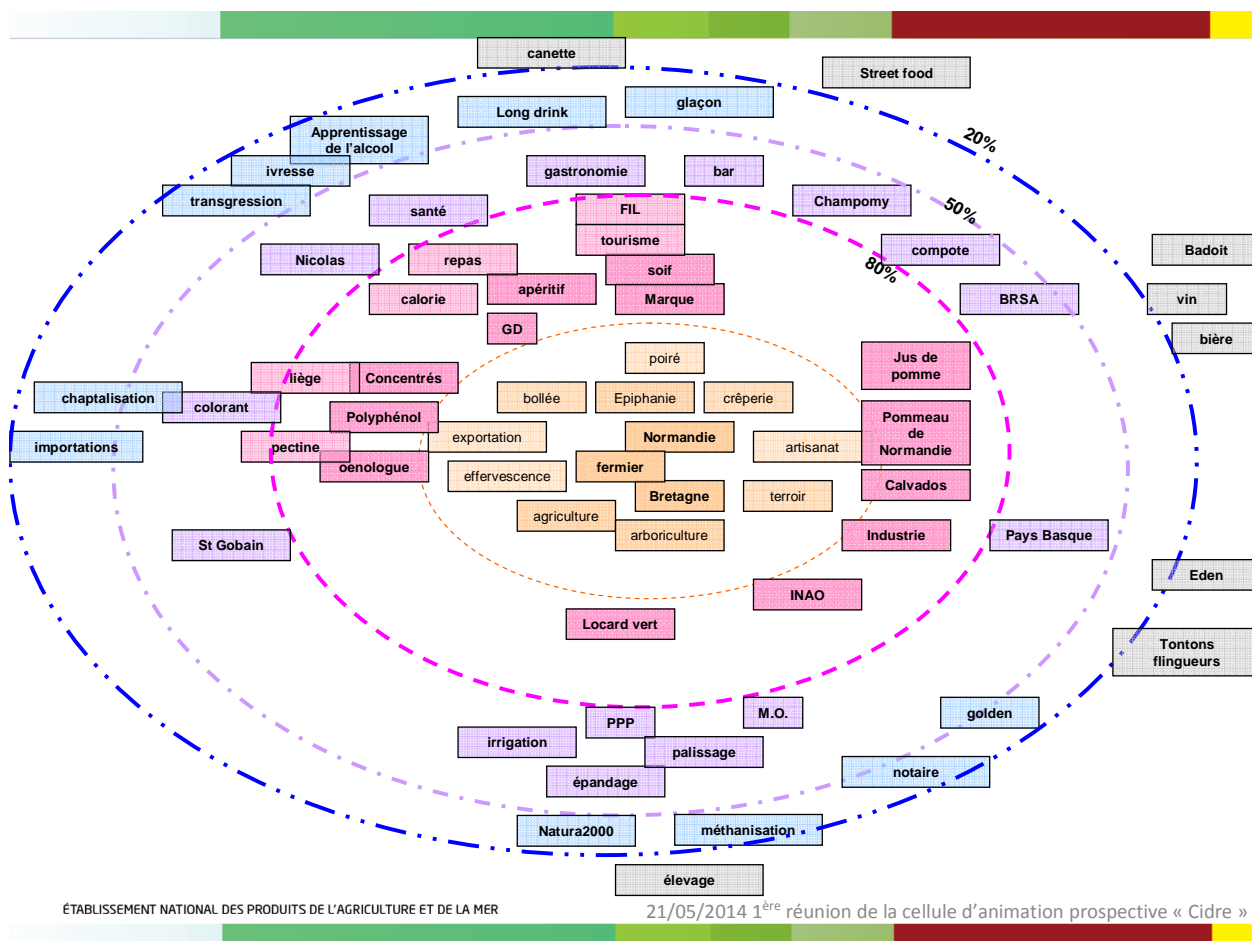 canette
Street food
glaçon
Long drink
Apprentissage
de l'alcool
20%
ivresse
gastronomie
bar
transgression
santé
Champomy
50%
FIL
tourisme
compote
Badoit
Nicolas
repas
soif
80%
apéritif
calorie
Marque
BRSA
vin
GD
bière
poiré
Jus de
pomme
liège
Concentrés
chaptalisation
colorant
bollée
Epiphanie
crêperie
Polyphénol
Pommeau
de
Normandie
importations
pectine
exportation
Normandie
artisanat
oenologue
fermier
effervescence
Calvados
Bretagne
terroir
agriculture
arboriculture
Industrie
Pays Basque
St Gobain
Eden
INAO
Locard vert
Tontons
flingueurs
M.O.
golden
PPP
irrigation
palissage
notaire
épandage
Natura2000
méthanisation
élevage
ÉTABLISSEMENT NATIONAL DES PRODUITS DE L'AGRICULTURE ET DE LA MER
21/05/2014 1ère réunion de la cellule d'animation prospective « Cidre »